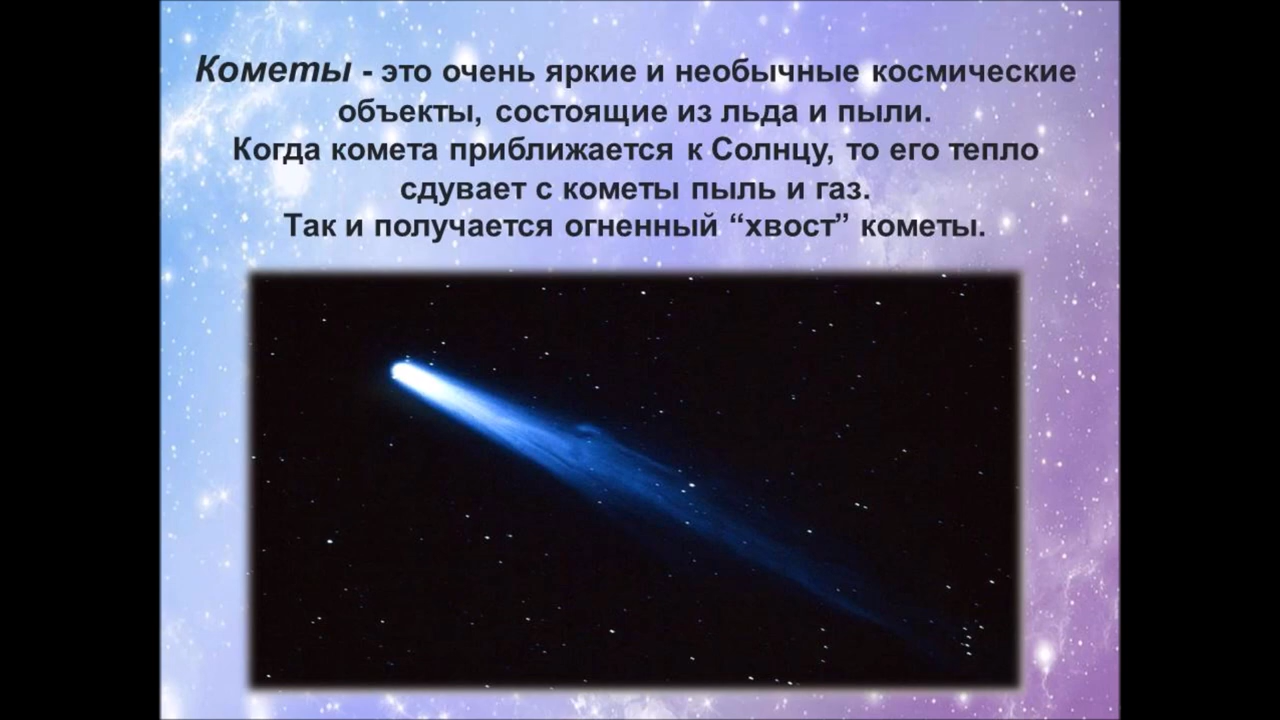 Кометы - это очень яркие и необычные космические
объекты, состоящие из льда и пыли.
Когда комета приближается к Солнцу, то его тепло
сдувает с кометы пыль и газ.
Так и получается огненный “хвост” кометы.